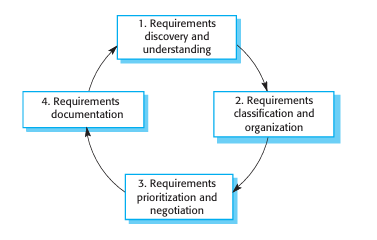 1. Requirements
discovery and
understanding
2. Requirements
classification and
organization
3. Requirements
prioritization and
negotiation
4. Requirements
documentation